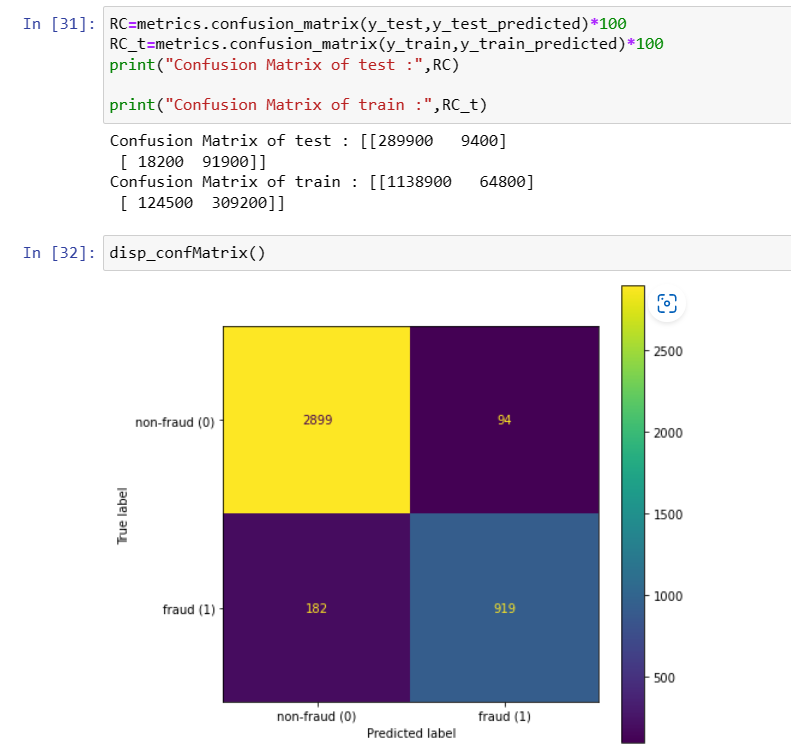 In [31]: RC=metrics.confusion_matrix(y_test,y_test_predicted)*100
RC_t=metrics.confusion_matrix(y_train,y_train_predicted)*100
print("Confusion Matrix of test :",RC)
print("Confusion Matrix of train :",RC_t)
Confusion Matrix of test : [[289900   9400]
 [ 18200  91900]]
Confusion Matrix of train : [[1138900   64800]
 [ 124500  309200]]
In [32]: disp_confMatrix()
2500
2000
1500
1000
500
True label
non-fraud (0)
2899
94
fraud (1)
182
919
non-fraud (0)
fraud (1)
Predicted label